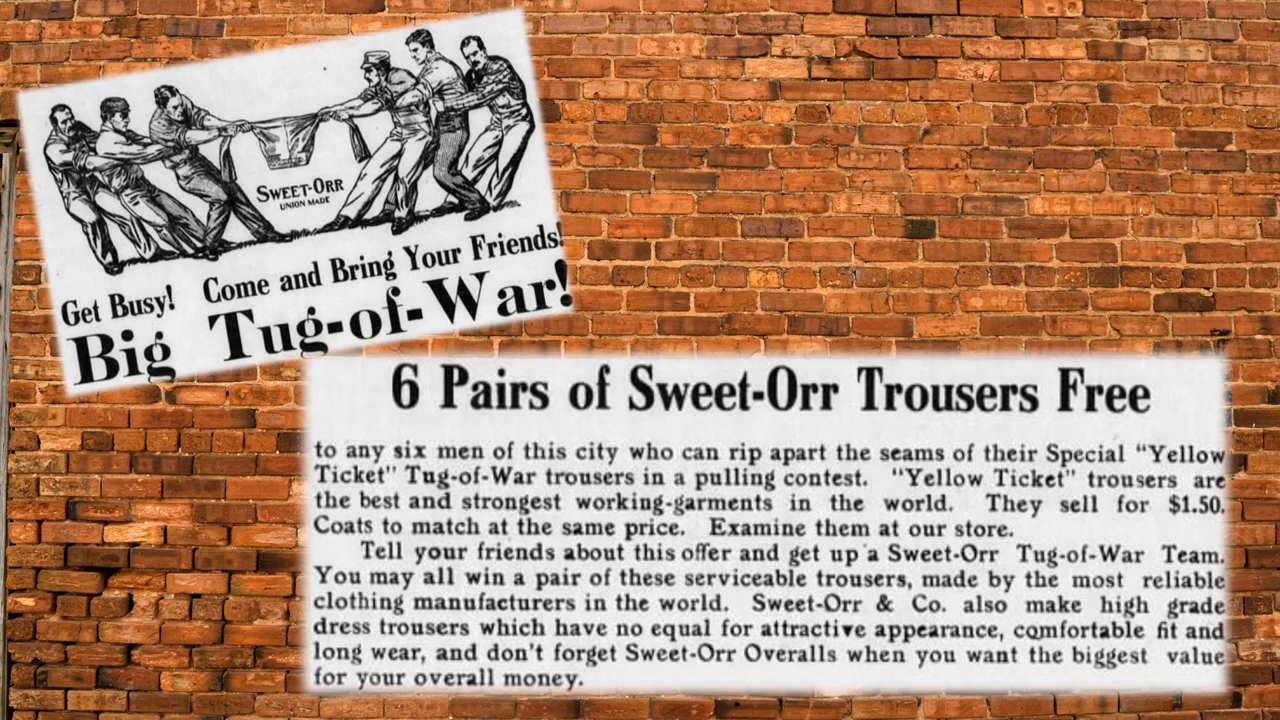 SWEET-ORR
UNION MADE
Get Busy! Come and Bring Your Friends!
Big Tug-of-War!
6 Pairs of Sweet-Orr Trousers Free
to any six men of this city who can rip apart the seams of their Special “Yellow
Ticket” Tug-of-War trousers in a pulling contest. “Yellow Ticket” trousers are
the best and strongest working-garments in the world. They sell for $1.50.
Coats to match at the same price. Examine them at our store.
Tell your friends about this offer and get up a Sweet-Orr Tug-of-War Team.
You may all win a pair of these serviceable trousers, made by the most reliable
clothing manufacturers in the world. Sweet-Orr & Co. also make high grade
dress trousers which have no equal for attractive appearance, comfortable fit and
long wear, and don't forget Sweet-Orr Overalls when you want the biggest value
for your overall money.